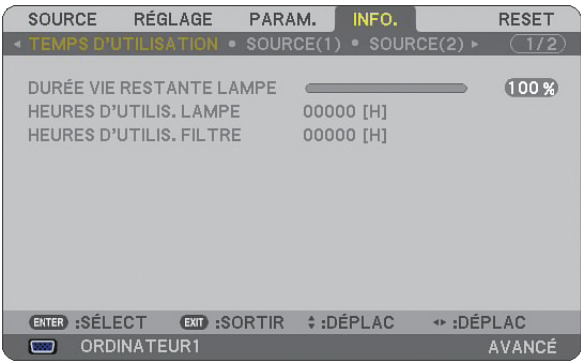 SOURCE RÉGLAGE PARAM. INFO. RESET
◂ TEMPS D'UTILISATION • SOURCE(1) • SOURCE(2) ▸ 1/2
DURÉE VIE RESTANTE LAMPE 100 %
HEURES D'UTILIS. LAMPE 00000 [H]
HEURES D'UTILIS. FILTRE 00000 [H]
ENTER :SÉLECT EXIT :SORTIR :DÉPLAC :DÉPLAC
ORDINATEUR1 AVANCÉ